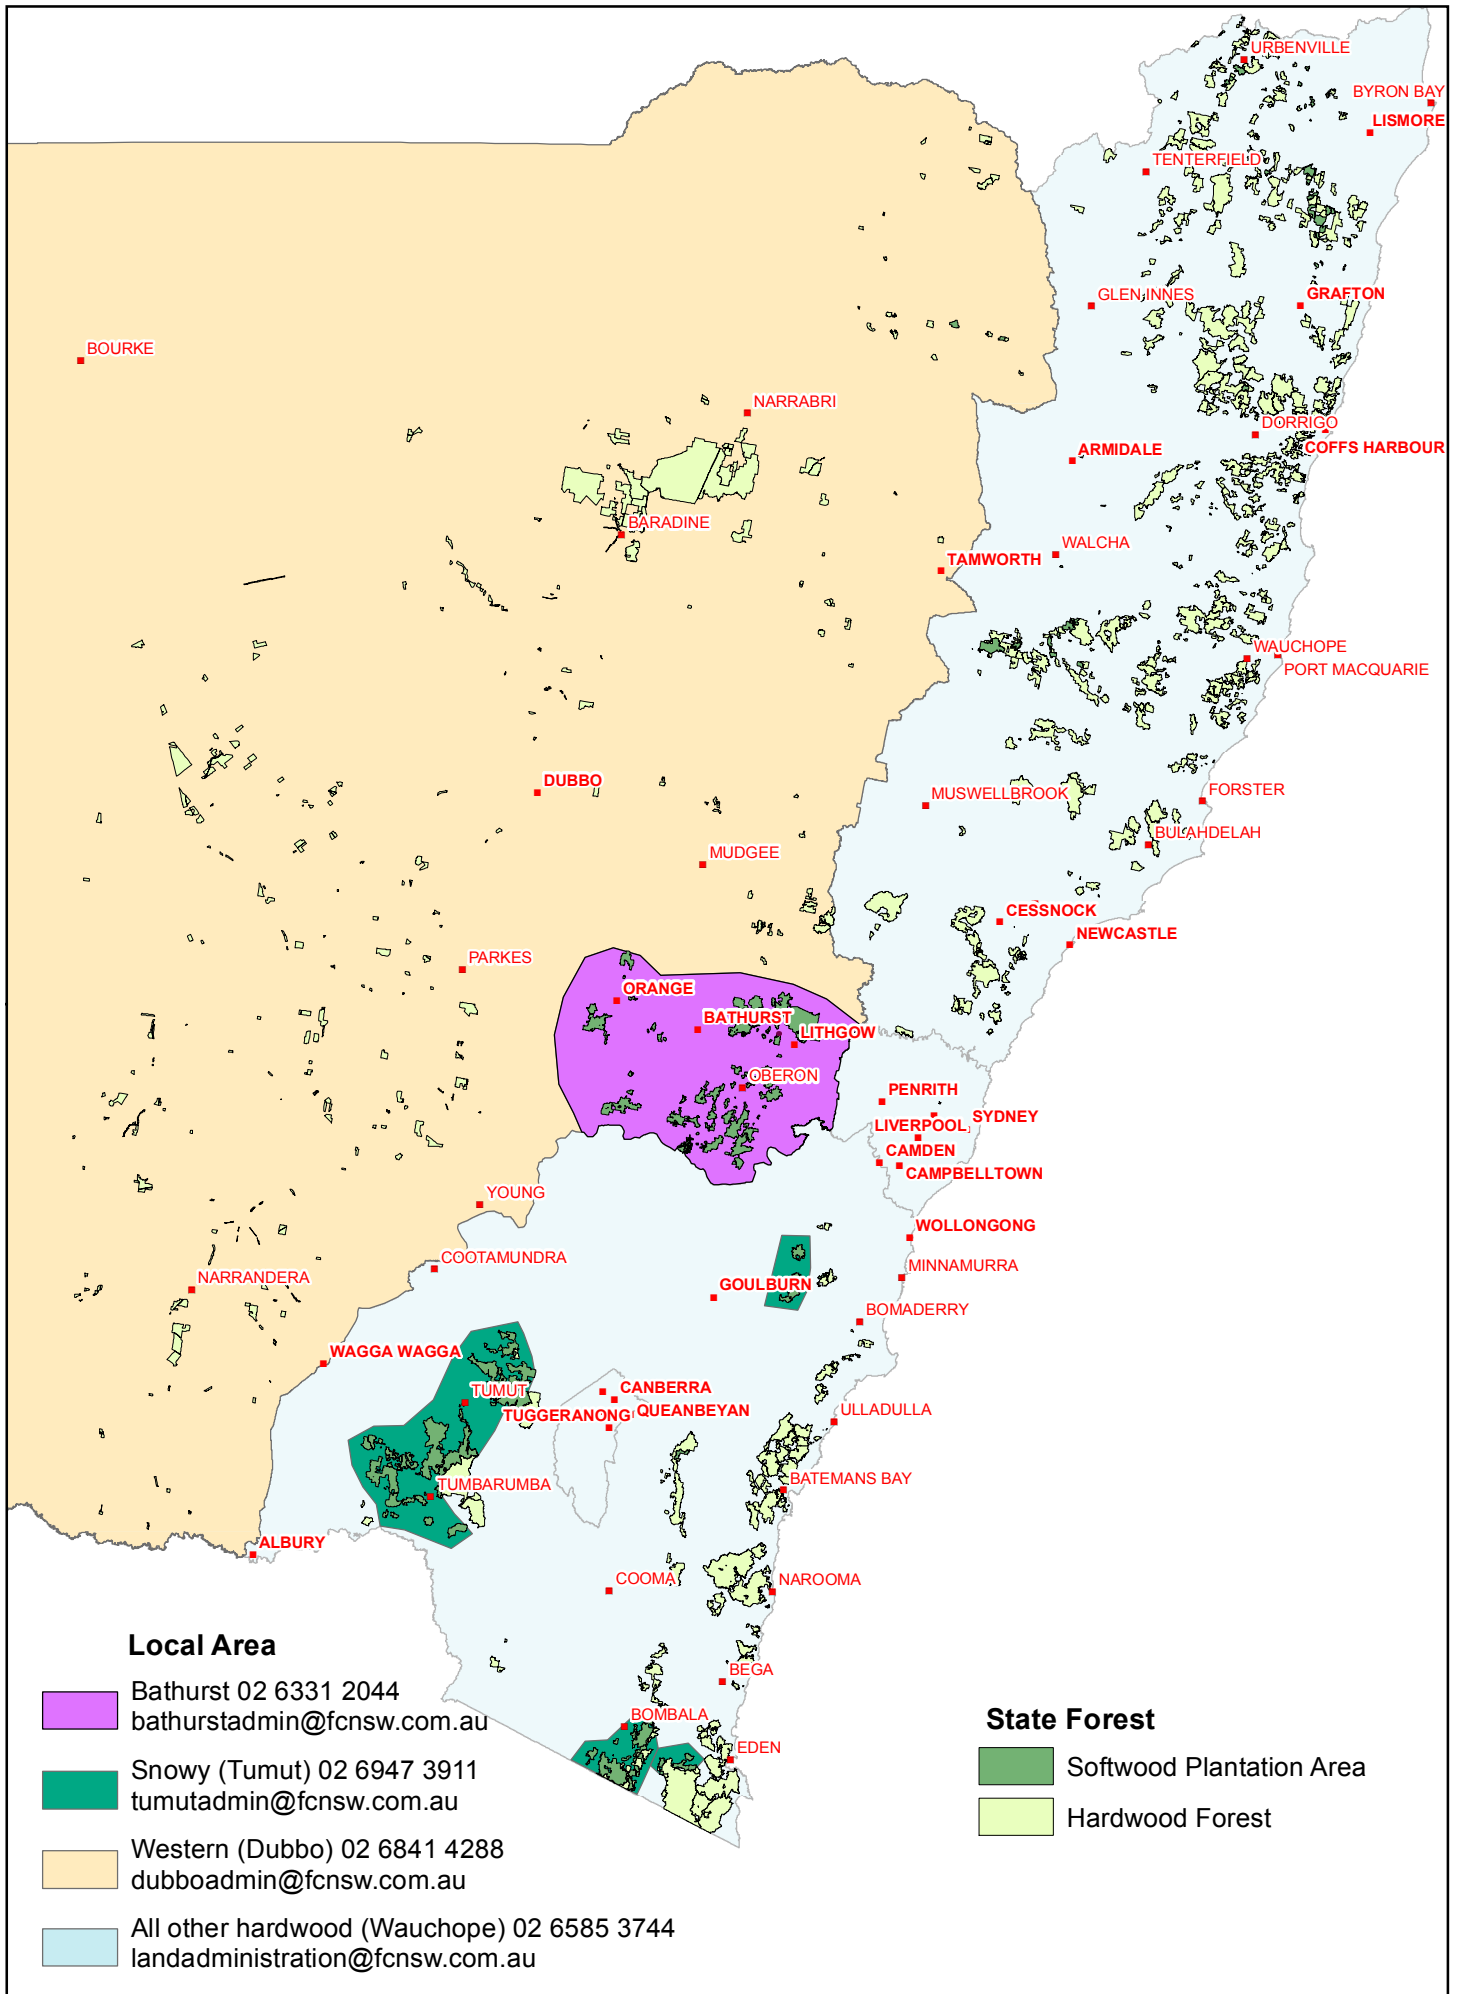 URBENVILLE
BYRON BAY
LISMORE
TENTERFIELD
GLEN INNES
GRAFTON
BOURKE
NARRABRI
DORRIGO
COFFS HARBOUR
ARMIDALE
BARADINE
WALCHA
TAMWORTH
WAUCHOPE
PORT MACQUARIE
DUBBO
MUSWELLBROOK
FORSTER
BULAHDELAH
MUDGEE
CESSNOCK
NEWCASTLE
PARKES
ORANGE
BATHURST
LITHGOW
OBERON
PENRITH
SYDNEY
LIVERPOOL
CAMDEN
CAMPBELLTOWN
YOUNG
WOLLONGONG
COOTAMUNDRA
MINNAMURRA
NARRANDERA
GOULBURN
BOMADERRY
WAGGA WAGGA
TUMUT
CANBERRA
TUGGERANONG
QUEANBEYAN
ULLADULLA
TUMBARUMBA
BATEMANS BAY
ALBURY
COOMA
NAROOMA
BEGA
BOMBALA
EDEN
Local Area
Bathurst 02 6331 2044
bathurstadmin@fcnsw.com.au
Snowy (Tumut) 02 6947 3911
tumutadmin@fcnsw.com.au
Western (Dubbo) 02 6841 4288
dubboadmin@fcnsw.com.au
All other hardwood (Wauchope) 02 6585 3744
landadministration@fcnsw.com.au
State Forest
Softwood Plantation Area
Hardwood Forest